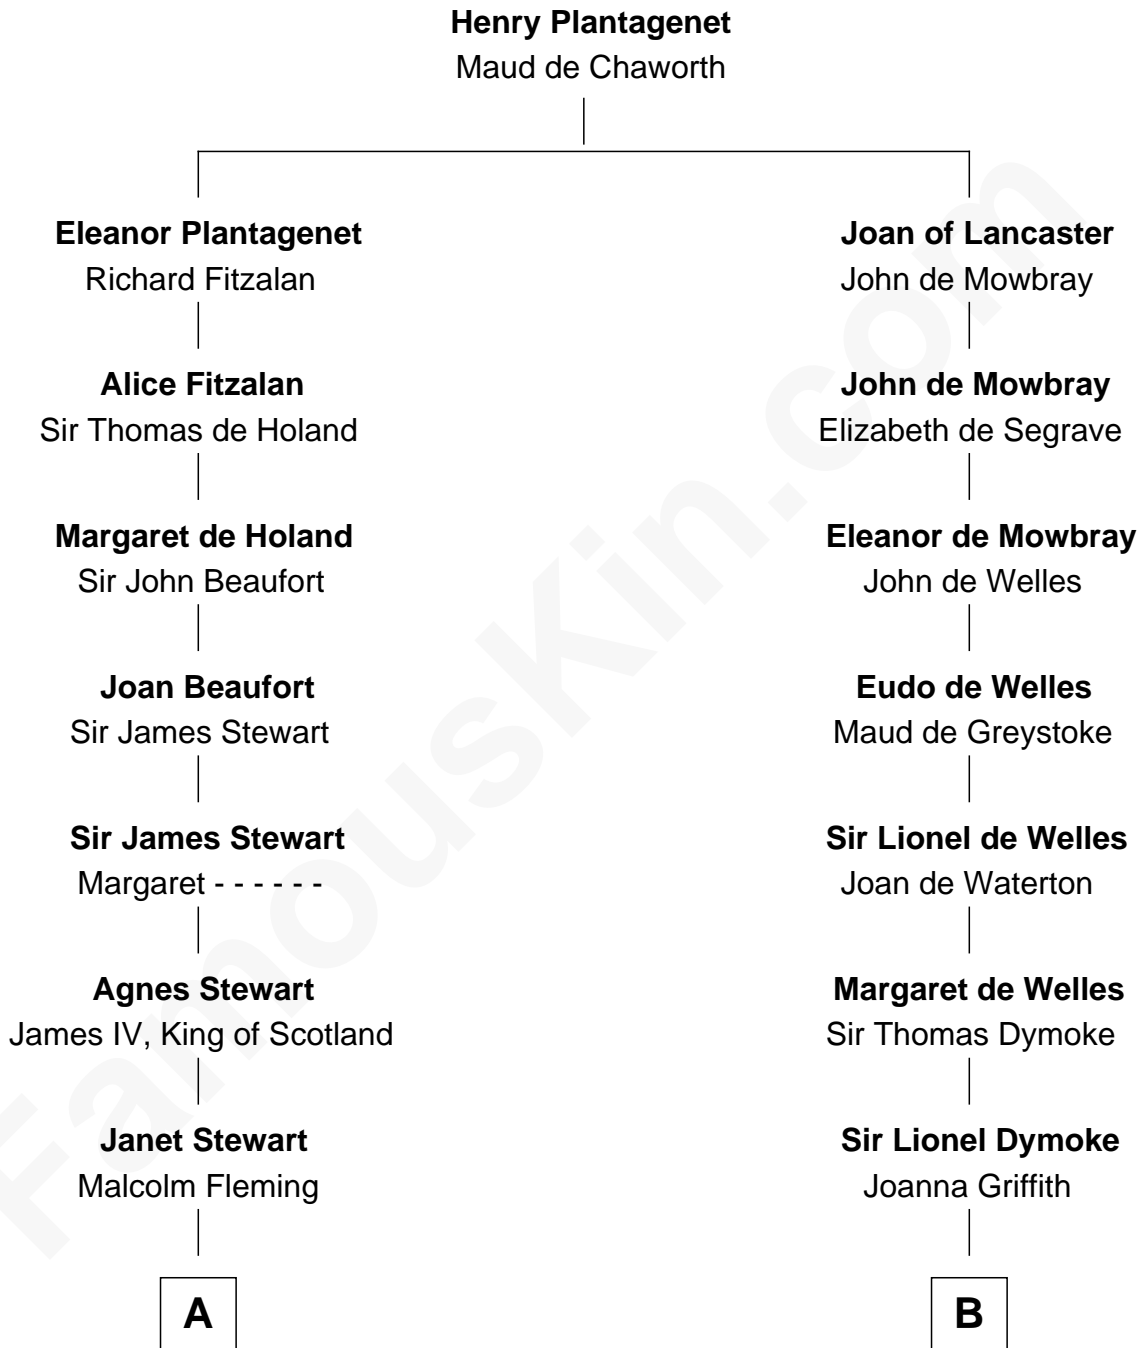 Henry Plantagenet
Maud de Chaworth
Eleanor Plantagenet
Richard Fitzalan
Joan of Lancaster
John de Mowbray
Alice Fitzalan
Sir Thomas de Holand
John de Mowbray
Elizabeth de Segrave
Margaret de Holand
Sir John Beaufort
Eleanor de Mowbray
John de Welles
Joan Beaufort
Sir James Stewart
Eudo de Welles
Maud de Greystoke
Sir James Stewart
Margaret - - - - - -
Sir Lionel de Welles
Joan de Waterton
Agnes Stewart
James IV, King of Scotland
Margaret de Welles
Sir Thomas Dymoke
Janet Stewart
Malcolm Fleming
Sir Lionel Dymoke
Joanna Griffith
A
B
FamousKin.com